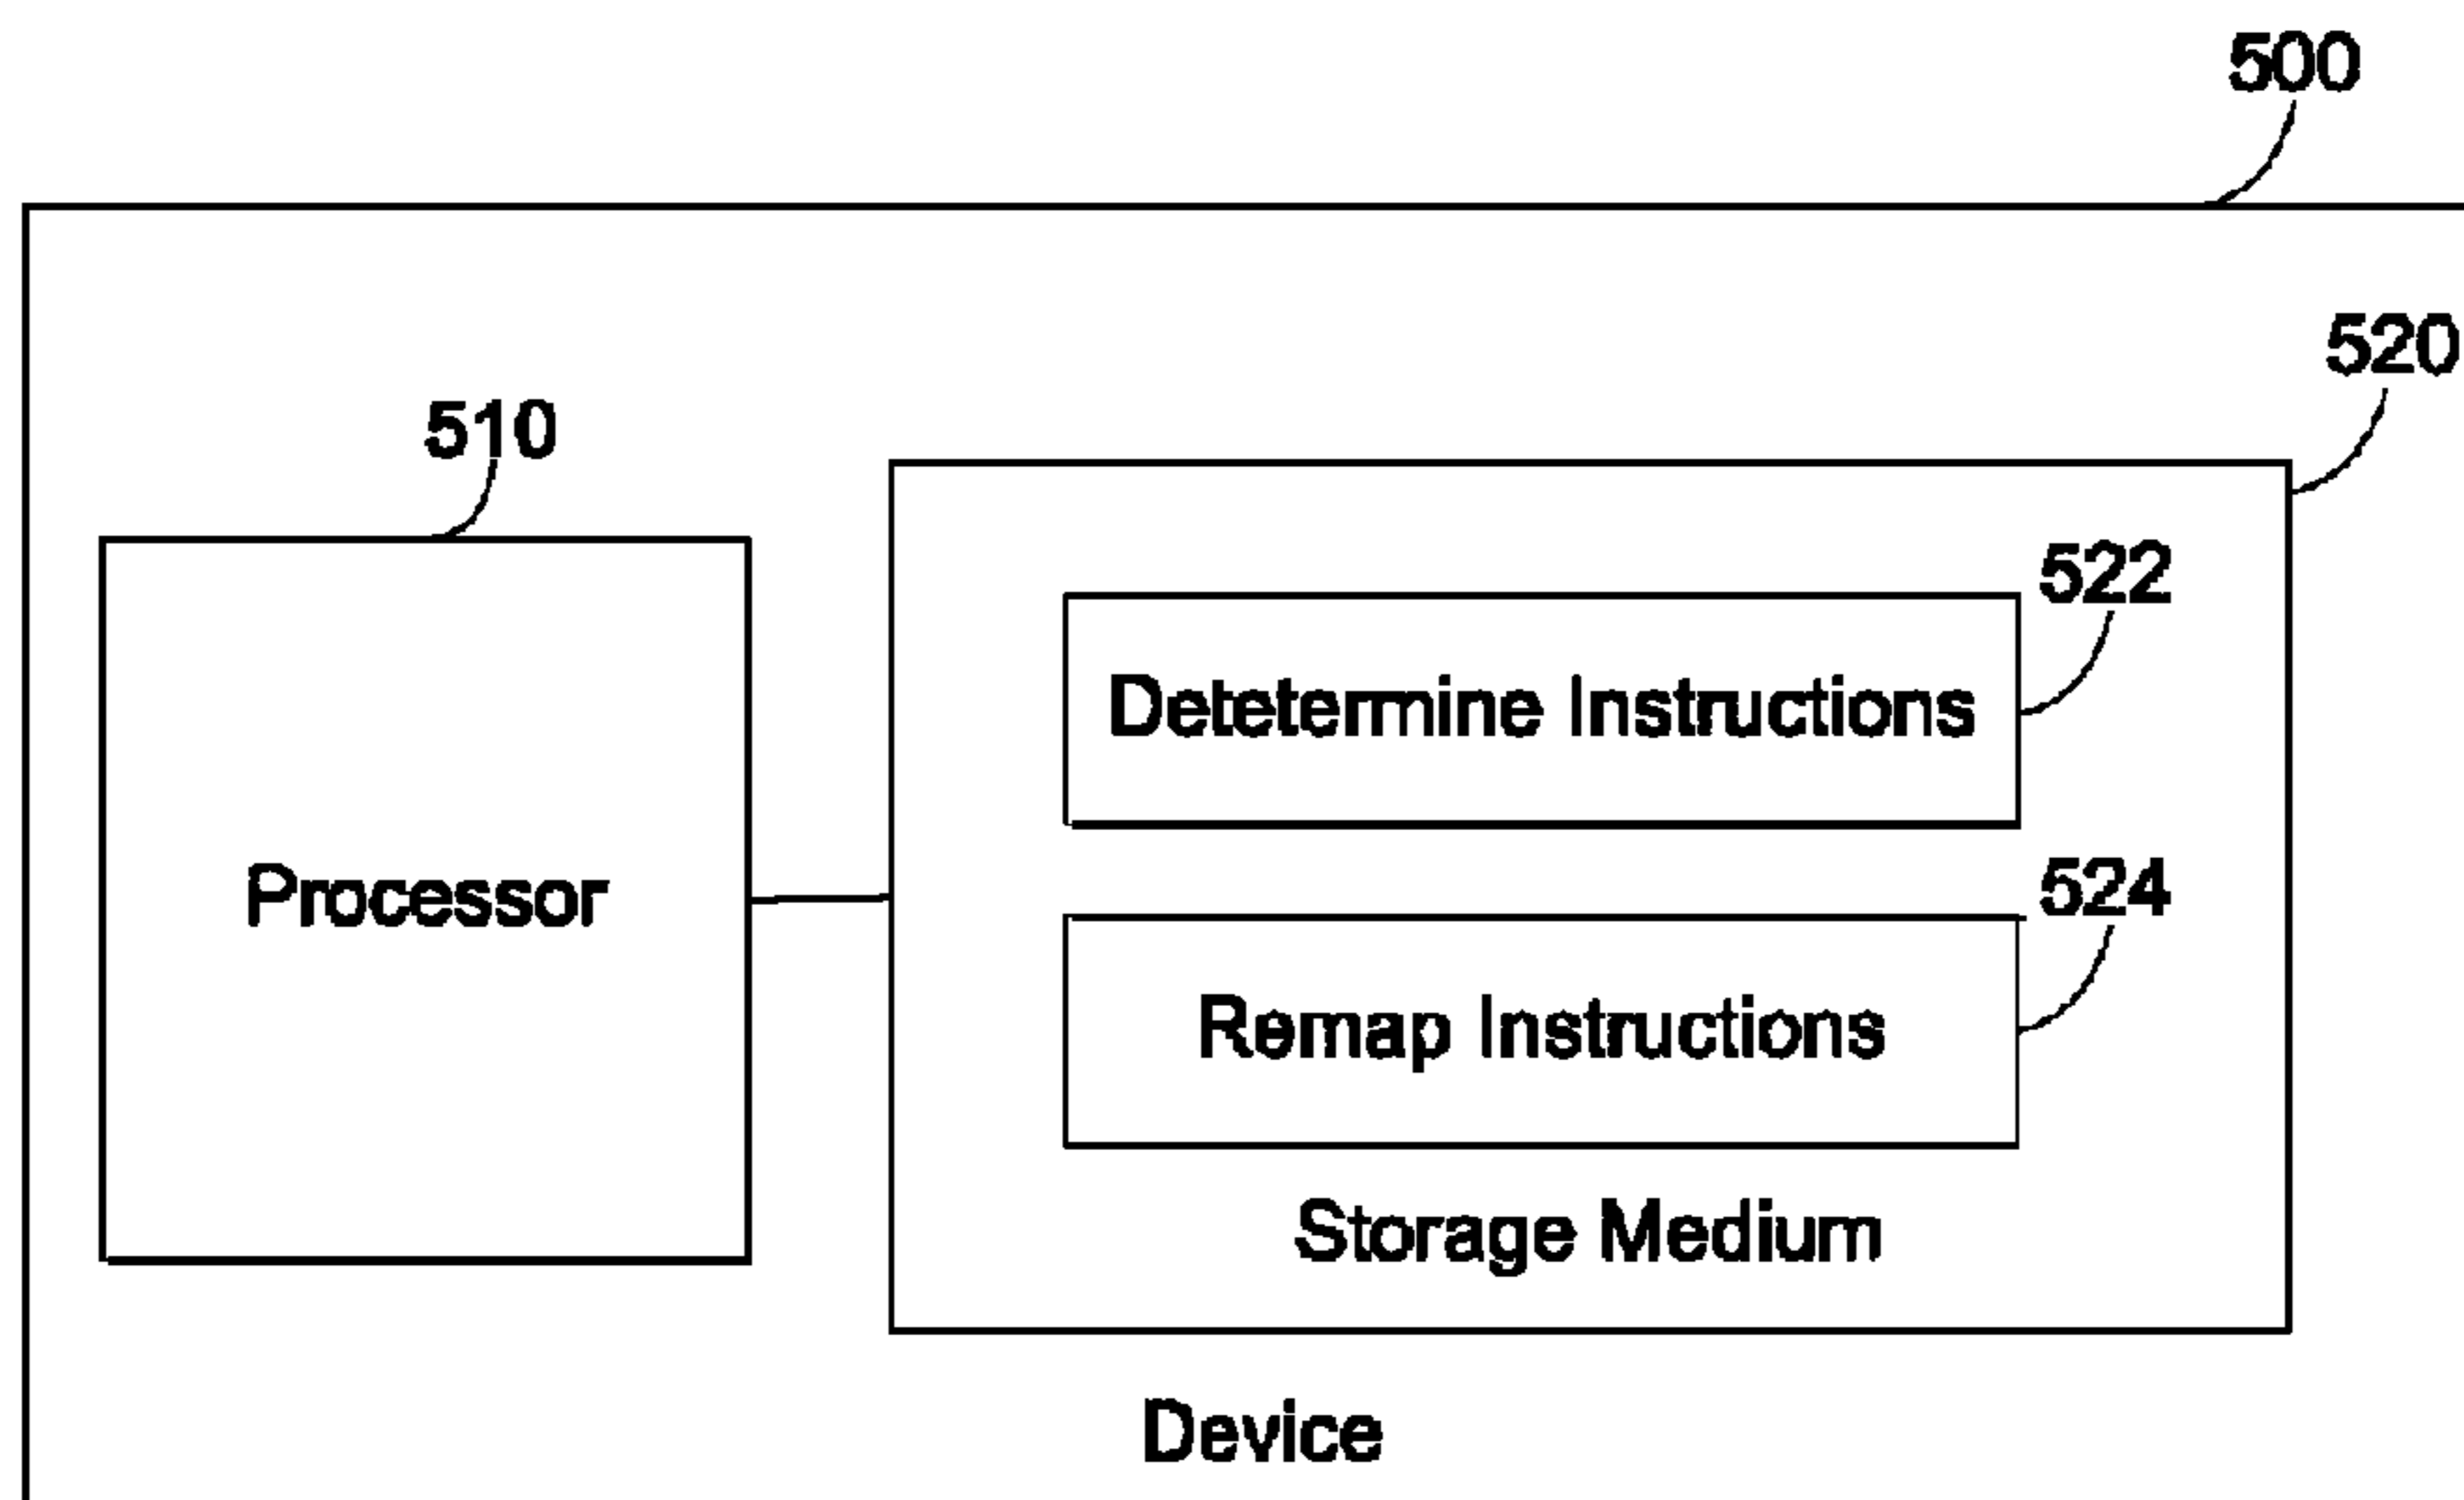 500
520
510
522
Detetermine Instructions
524
Processor
Remap Instructions
Storage Medium
Device